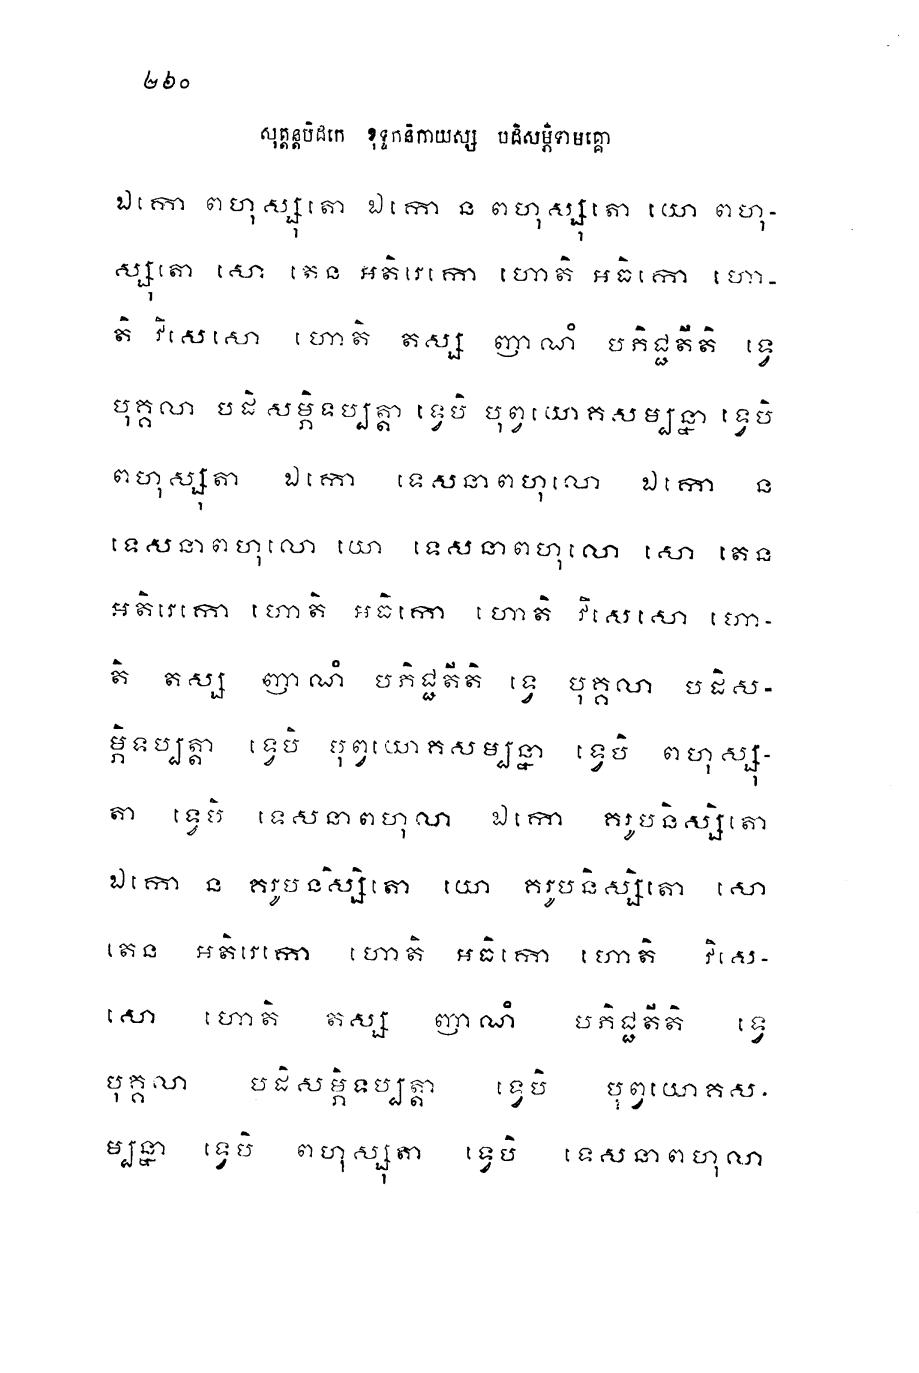 ២៦០
សុត្តន្តបិដកេ ខុទ្ទកនិកាយស្ស បដិសម្ភិទាមគ្គោ
ឯកោ ពហុស្សុតោ ឯកោ ន ពហុស្សុតោ យោ ពហុ-
ស្សុតោ សោ តេន អតិរេកោ ហោតិ អធិកោ ហោ-
តិ វិសេសោ ហោតិ តស្ស ញាណំ បភិជ្ជតីតិ ទ្វេ
បុគ្គលា បដិសម្ភិទប្បត្តា ទ្វេបិ បុព្វយោគសម្បន្នា ទ្វេបិ
ពហុស្សុតា ឯកោ ទេសនាពហុលោ ឯកោ ន
ទេសនាពហុលោ យោ ទេសនាពហុលោ សោ តេន
អតិរេកោ ហោតិ អធិកោ ហោតិ វិសេសោ ហោ-
តិ តស្ស ញាណំ បភិជ្ជតីតិ ទ្វេ បុគ្គលា បដិស-
ម្ភិទប្បត្តា ទ្វេបិ បុព្វយោគសម្បន្នា ទ្វេបិ ពហុស្សុ-
តា ទ្វេបិ ទេសនាពហុលា ឯកោ គរូបនិស្សិតោ
ឯកោ ន គរូបនិស្សិតោ យោ គរូបនិស្សិតោ សោ
តេន អតិរេកោ ហោតិ អធិកោ ហោតិ វិសេ-
សោ ហោតិ តស្ស ញាណំ បភិជ្ជតីតិ ទ្វេ
បុគ្គលា បដិសម្ភិទប្បត្តា ទ្វេបិ បុព្វយោគស-
ម្បន្នា ទ្វេបិ ពហុស្សុតា ទ្វេបិ ទេសនាពហុលា